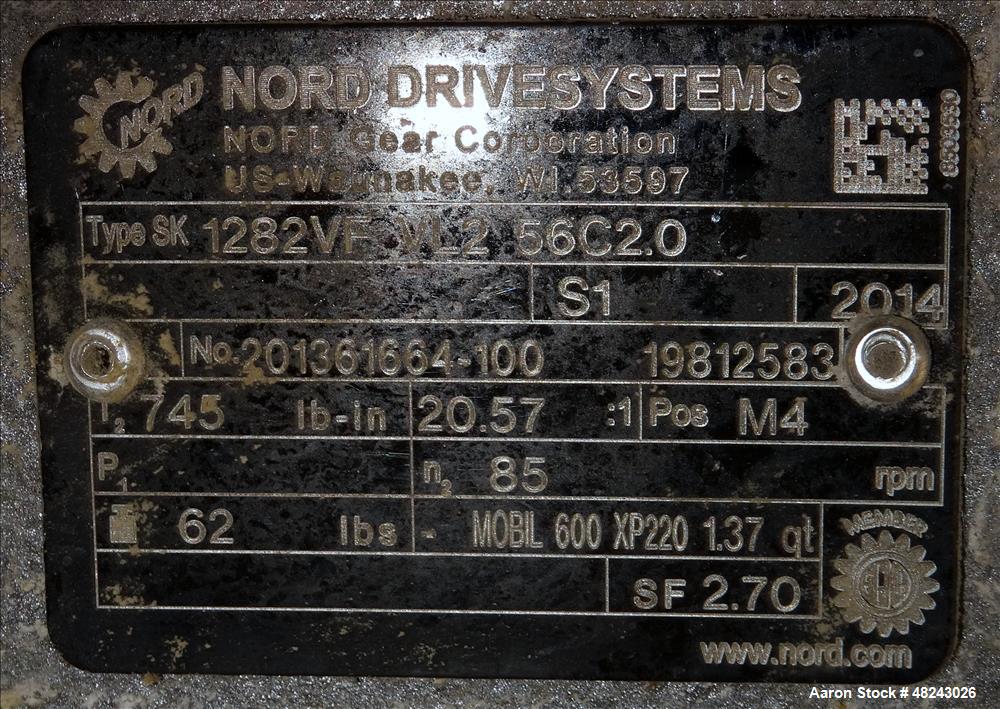 NORD
NORD DRIVESYSTEMS
NORD Gear Corporation
US-Waunakee, WI 53597
Type SK 1282VF VL2 56C2.0
S1 2014
No. 201361664-100 19812583
T2 745 lb-in 20.57 :1 Pos M4
P1 n2 85 rpm
62 lbs - MOBIL 600 XP220 1.37 qt
MEMBER
SF 2.70
www.nord.com
Aaron Stock # 48243026